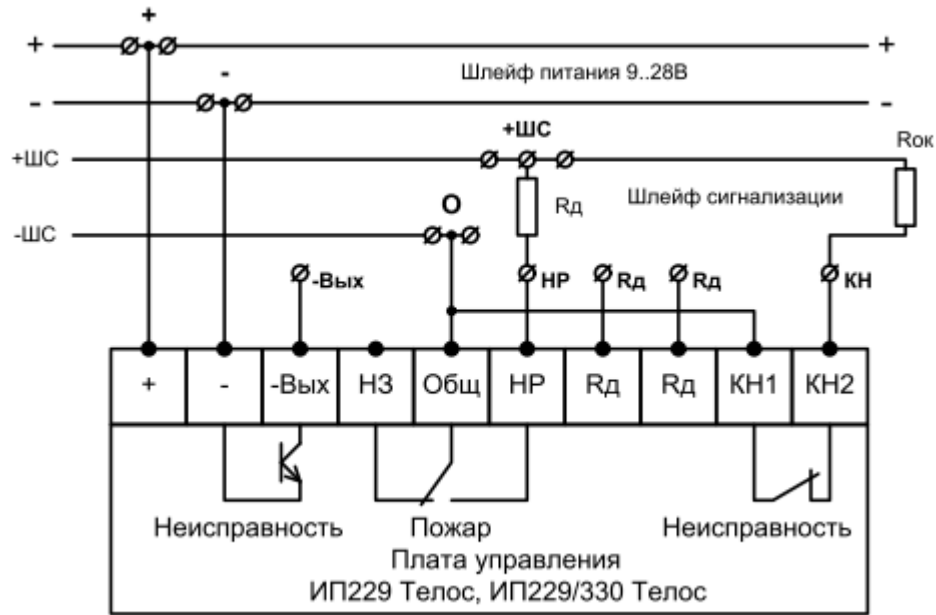 +
+ +
Шлейф питания 9..28В
-
- -
+ШС
+ШС
Rок
Rд
Шлейф сигнализации
О
-ШС
-Вых
НР
Rд
Rд
КН
+ - -Вых НЗ Общ НР Rд Rд КН1 КН2
Неисправность Пожар Неисправность
Плата управления
ИП229 Телос, ИП229/330 Телос